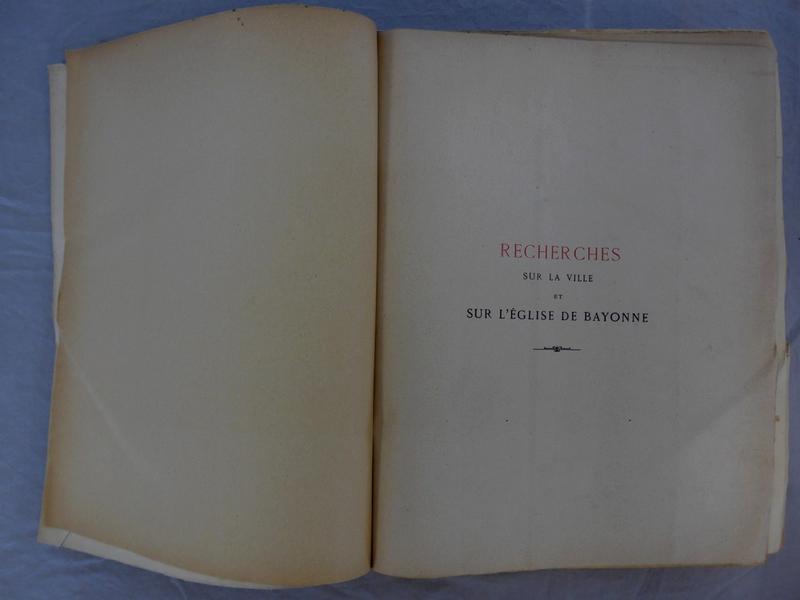 RECHERCHES
SUR LA VILLE
ET
SUR L'ÉGLISE DE BAYONNE